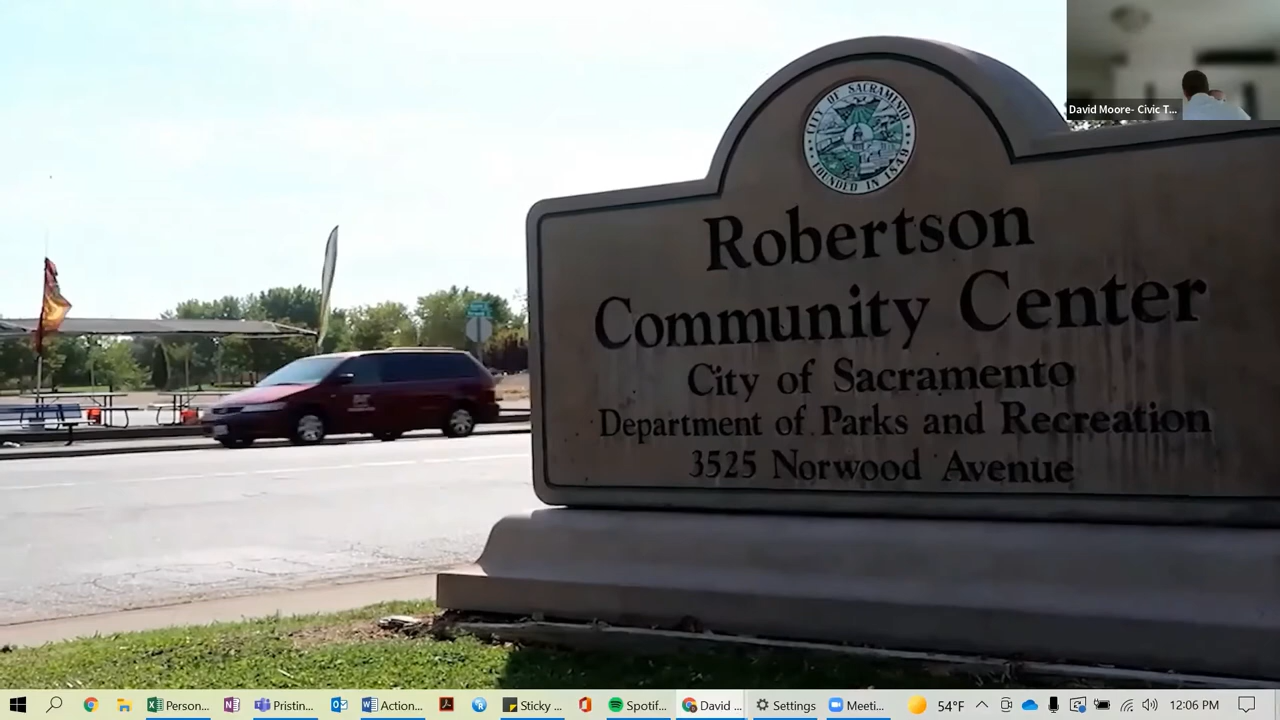 David Moore- Civic T...
CITY OF SACRAMENTO
FOUNDED IN 1849
Robertson
Community Center
City of Sacramento
Department of Parks and Recreation
3525 Norwood Avenue
Person...
Pristin...
Action...
Sticky ...
Spotif...
David ...
Settings
Meeti...
54°F
12:06 PM